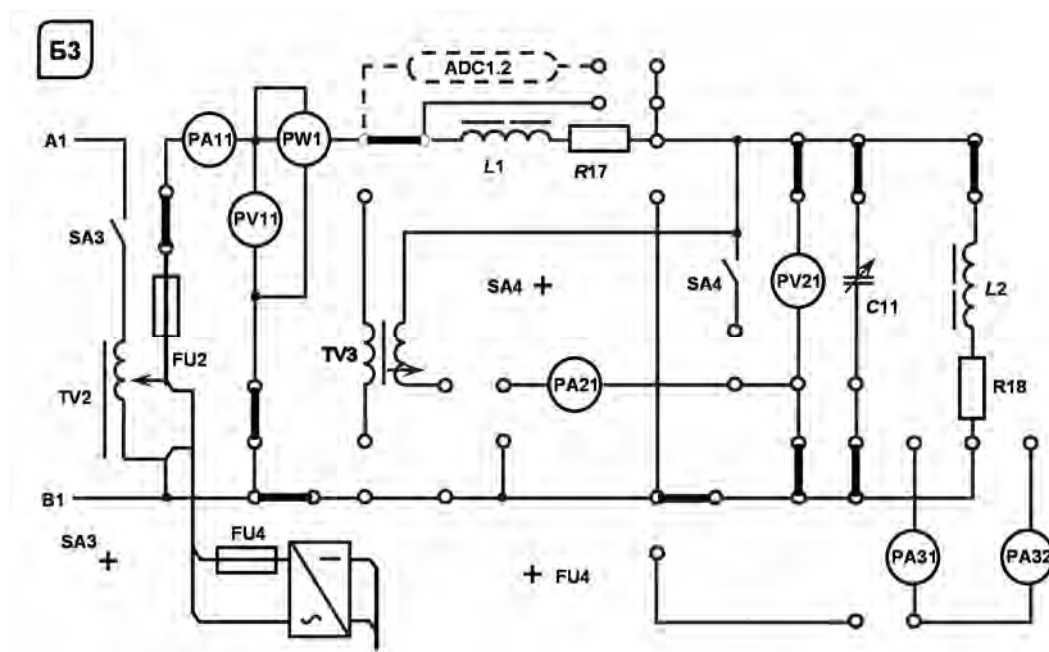 Б3
ADC1.2
A1
PA11
PW1
L1
R17
PV11
SA3
SA4
SA4
PV21
C11
L2
FU2
TV3
TV2
PA21
R18
B1
SA3
FU4
FU4
PA31
PA32